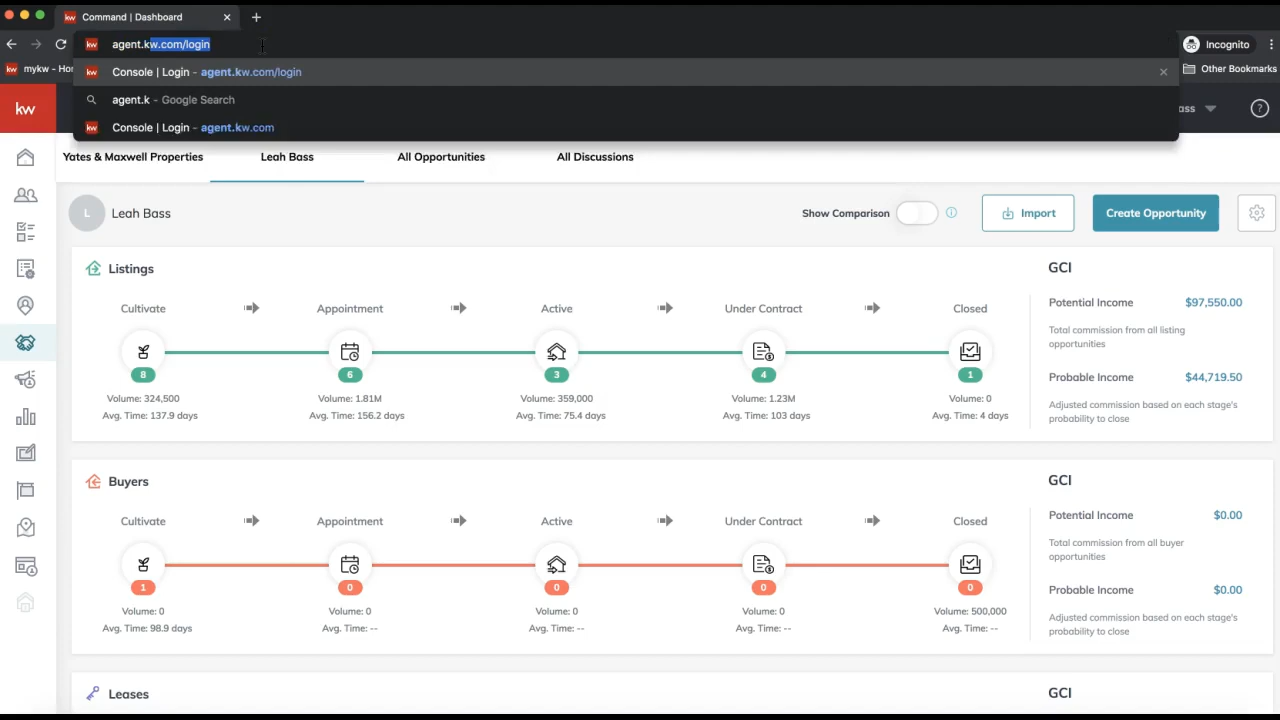 kw Command | Dashboard
kw agent.kw.com/login
Incognito
kw mykw - Hor
kw Console | Login - agent.kw.com/login
Other Bookmarks
agent.k - Google Search
kw
ass
?
kw Console | Login - agent.kw.com
Yates & Maxwell Properties Leah Bass All Opportunities All Discussions
L Leah Bass Show Comparison Import Create Opportunity
Listings GCI
Cultivate Appointment Active Under Contract Closed
Potential Income $97,550.00
Total commission from all listing
opportunities
8 6 3 4 1
Probable Income $44,719.50
Volume: 324,500 Volume: 1.81M Volume: 359,000 Volume: 1.23M Volume: 0
Avg. Time: 137.9 days Avg. Time: 156.2 days Avg. Time: 75.4 days Avg. Time: 103 days Avg. Time: 4 days
Adjusted commission based on each stage's
probability to close
Buyers GCI
Cultivate Appointment Active Under Contract Closed
Potential Income $0.00
Total commission from all buyer
opportunities
1 0 0 0 0
Probable Income $0.00
Volume: 0 Volume: 0 Volume: 0 Volume: 0 Volume: 500,000
Avg. Time: 98.9 days Avg. Time: -- Avg. Time: -- Avg. Time: -- Avg. Time: --
Adjusted commission based on each stage's
probability to close
Leases GCI